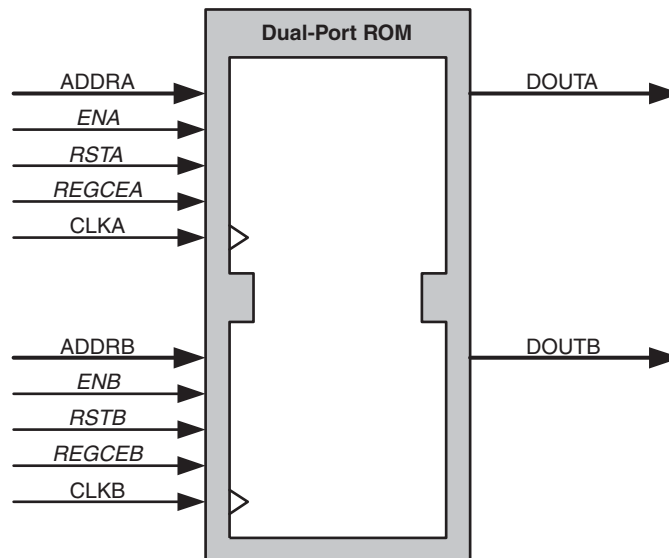 Dual-Port ROM
ADDRA
DOUTA
ENA
RSTA
REGCEA
CLKA
ADDRB
DOUTB
ENB
RSTB
REGCEB
CLKB